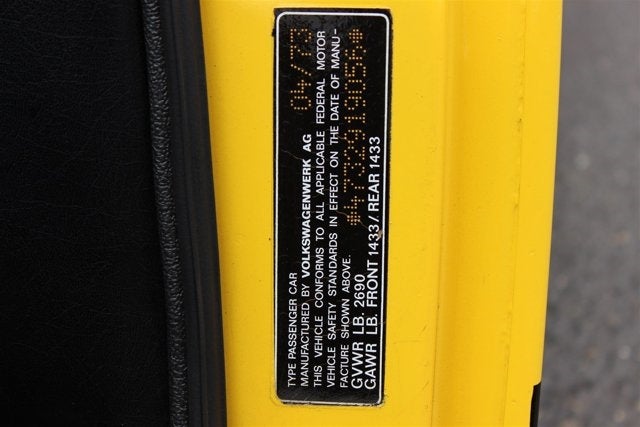 TYPE PASSENGER CAR
MANUFACTURED BY VOLKSWAGENWERK AG 04/73
THIS VEHICLE CONFORMS TO ALL APPLICABLE FEDERAL MOTOR
VEHICLE SAFETY STANDARDS IN EFFECT ON THE DATE OF MANU-
FACTURE SHOWN ABOVE. *4732919056*
GVWR LB. 2690
GAWR LB. FRONT 1433/REAR 1433